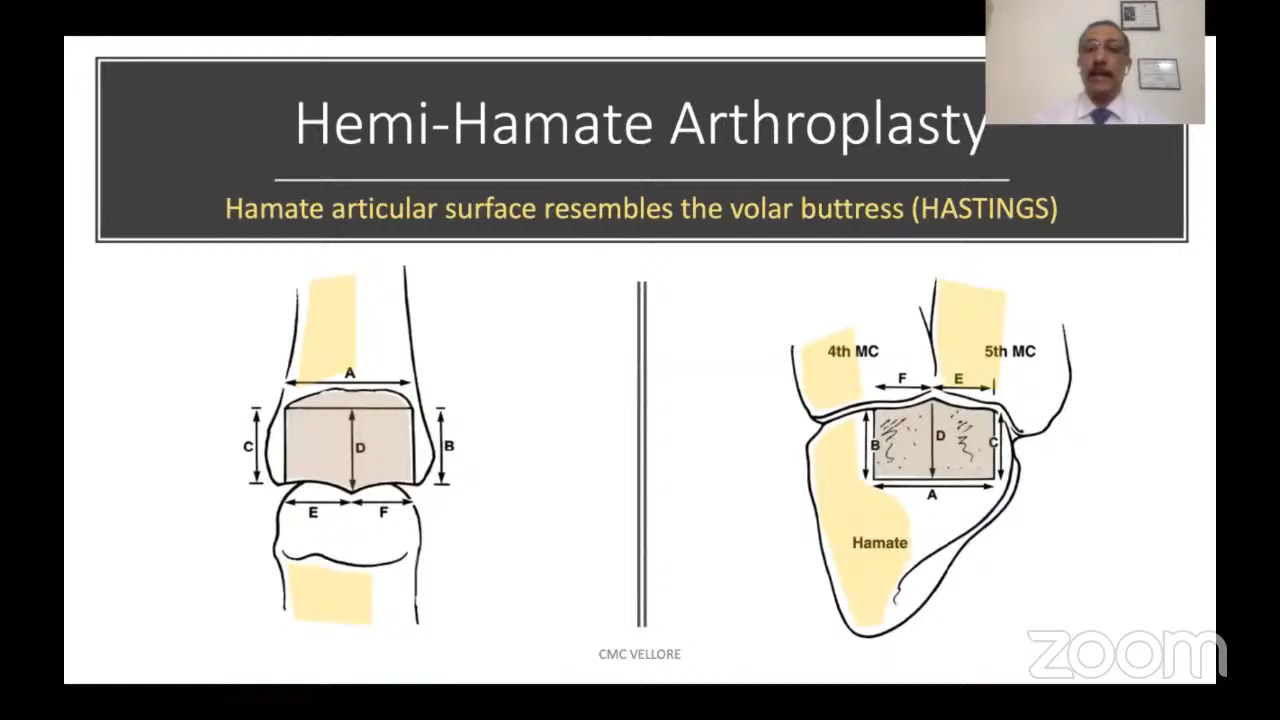 Hemi-Hamate Arthroplasty
Hamate articular surface resembles the volar buttress (HASTINGS)
A
C
D
B
E F
4th MC 5th MC
F E
B D C
A
Hamate
CMC VELLORE
zoom